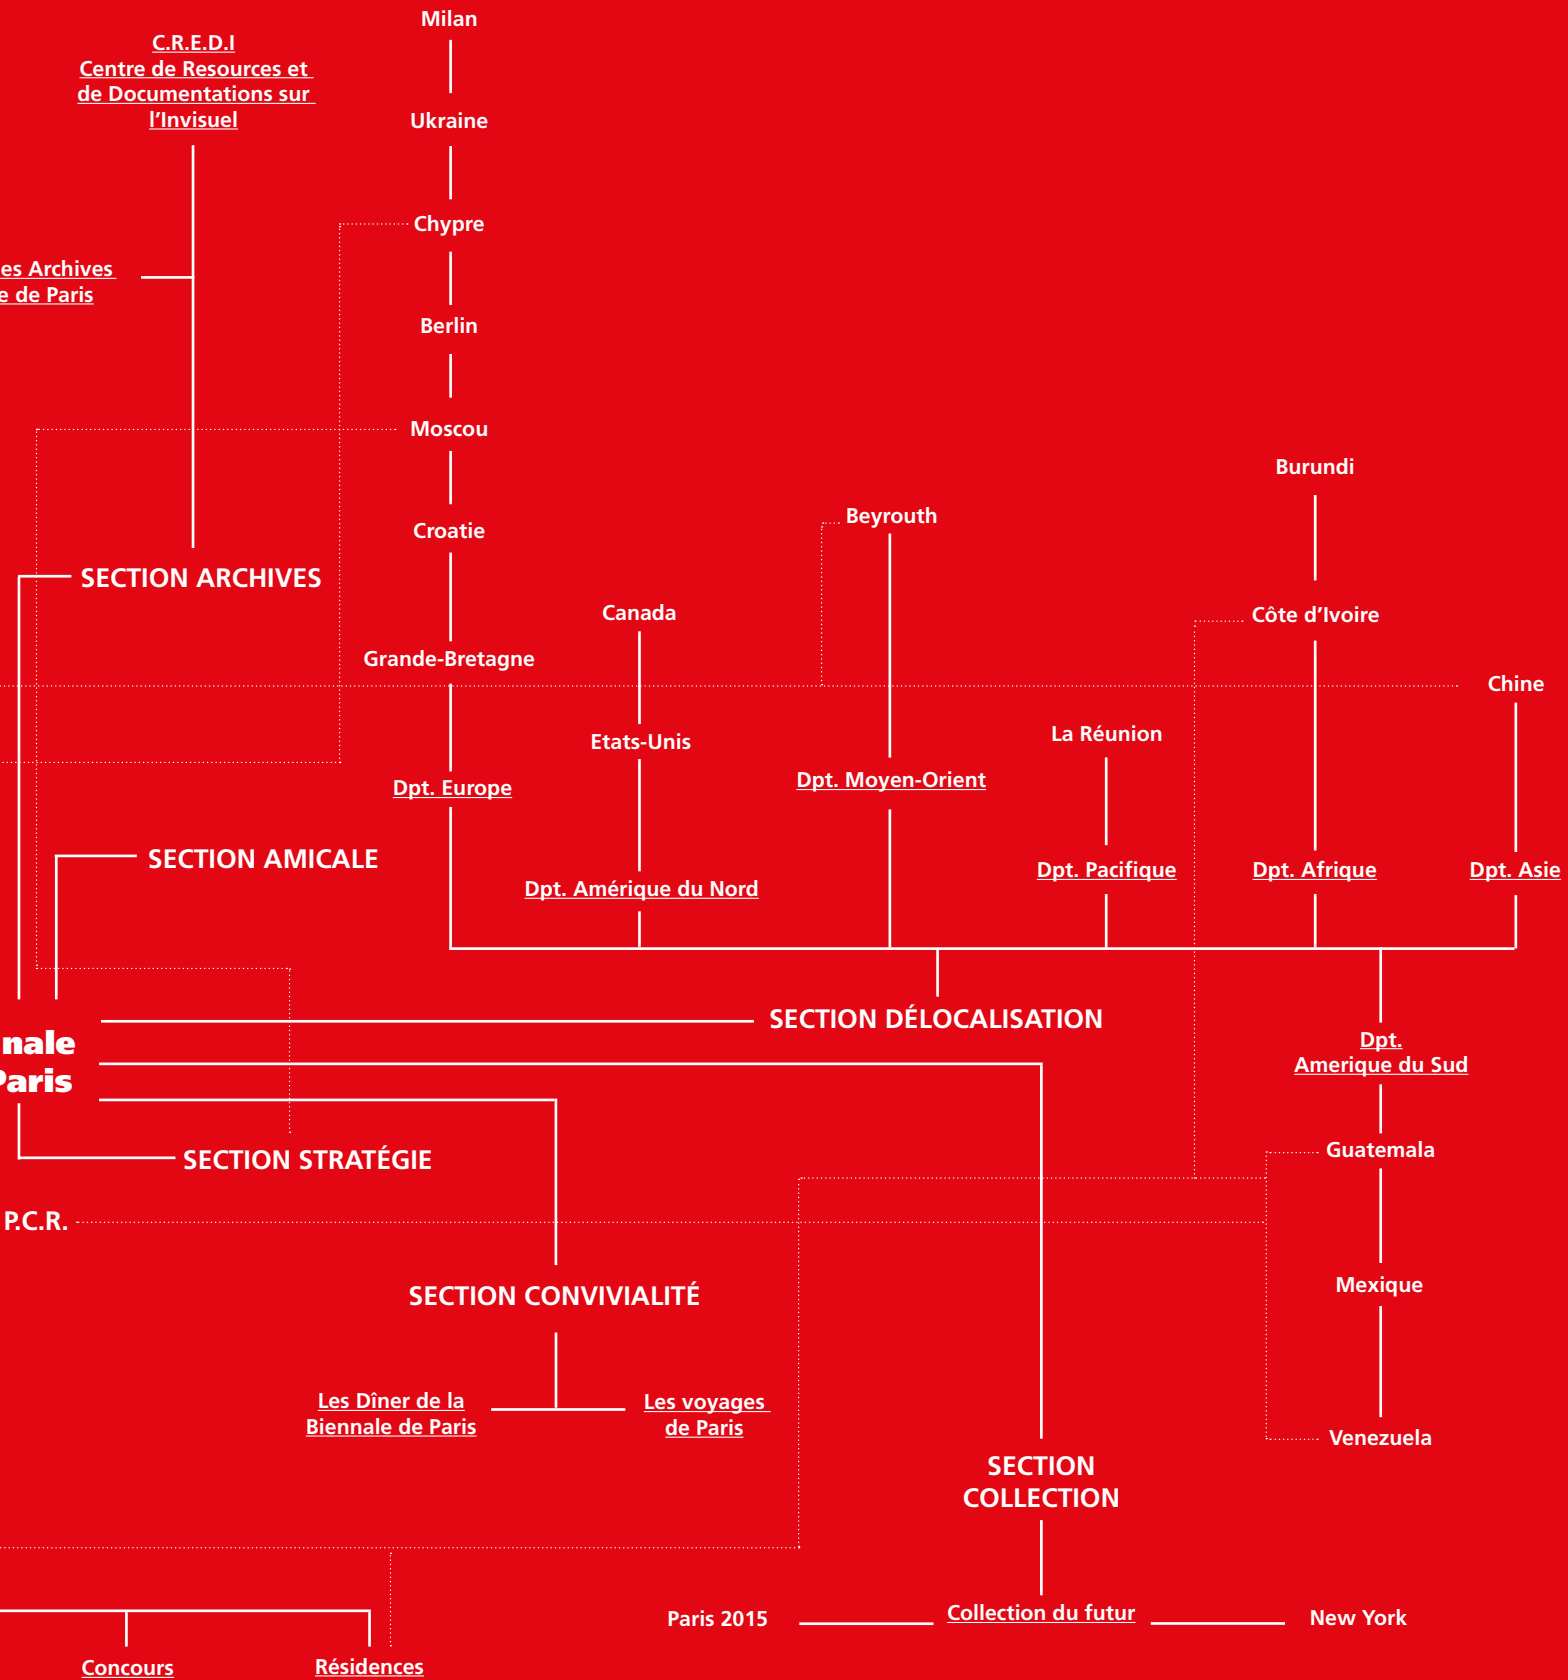 Milan
C.R.E.D.I
Centre de Resources et
de Documentations sur
l'Invisuel
Ukraine
Chypre
es Archives
e de Paris
Berlin
Moscou
Burundi
Beyrouth
Croatie
SECTION ARCHIVES
Canada
Côte d'Ivoire
Grande-Bretagne
Chine
La Réunion
Etats-Unis
Dpt. Moyen-Orient
Dpt. Europe
SECTION AMICALE
Dpt. Pacifique
Dpt. Afrique
Dpt. Asie
Dpt. Amérique du Nord
SECTION DÉLOCALISATION
nale
Paris
Dpt.
Amerique du Sud
Guatemala
SECTION STRATÉGIE
P.C.R.
Mexique
SECTION CONVIVIALITÉ
Les Dîner de la
Biennale de Paris
Les voyages
de Paris
Venezuela
SECTION
COLLECTION
Paris 2015
Collection du futur
New York
Concours
Résidences